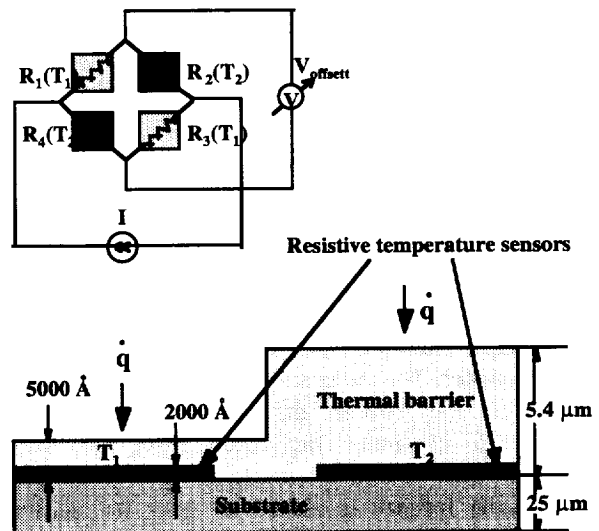 V
offsett
R1(T1
R2(T2)
V
R4(T2
R3(T1)
I
Resistive temperature sensors
q̇
q̇
5000 Å
2000 Å
Thermal barrier
5.4 µm
T1
T2
Substrate
25 µm